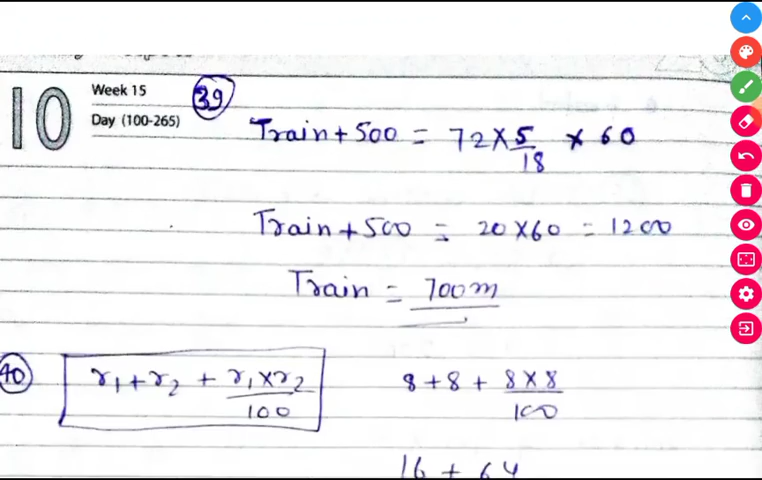 10
Week 15
Day (100-265)
39
Train + 500 = 72 × 5/18 × 60
Train + 500 = 20 × 60 = 1200
Train = 700m
40
r₁ + r₂ + r₁ × r₂/100
8 + 8 + 8 × 8/100
16 + 64